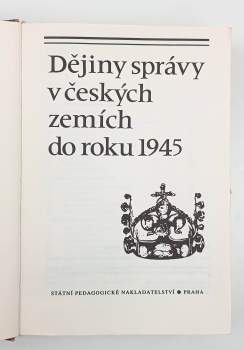 Dějiny správy
v českých
zemích
do roku 1945
STÁTNÍ PEDAGOGICKÉ NAKLADATELSTVÍ ● PRAHA